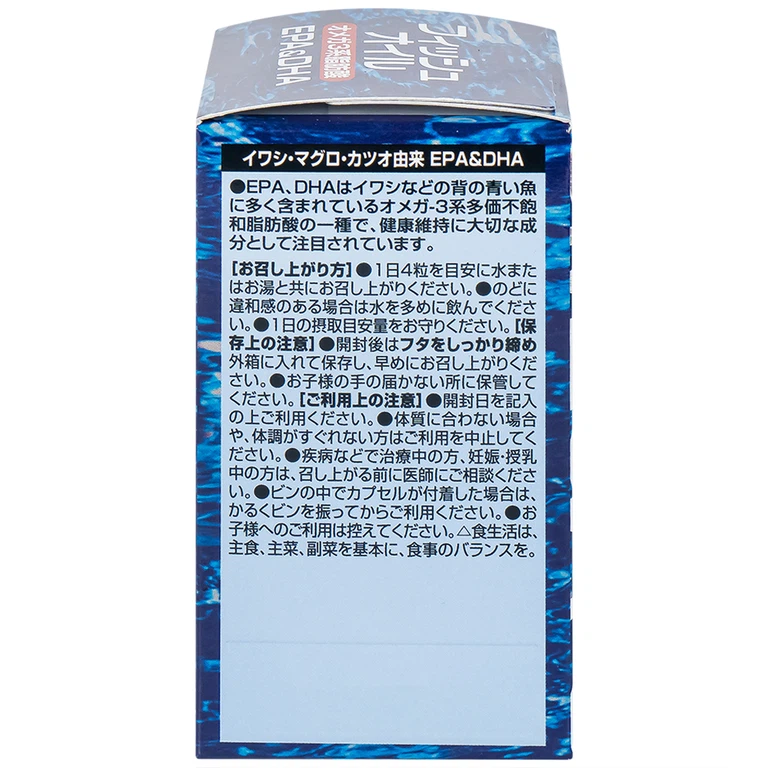 フィッシュ
オイル
オメガ3系脂肪酸
EPA&DHA
イワシ・マグロ・カツオ由来 EPA&DHA
●EPA、DHAはイワシなどの背の青い魚
に多く含まれているオメガ-3系多価不飽
和脂肪酸の一種で、健康維持に大切な成
分として注目されています。
[お召し上がり方]●1日4粒を目安に水また
はお湯と共にお召し上がりください。●のどに
違和感のある場合は水を多めに飲んでくださ
い。●1日の摂取目安量をお守りください。[保
存上の注意]●開封後はフタをしっかり締め
外箱に入れて保存し、早めにお召し上がりくだ
さい。●お子様の手の届かない所に保管して
ください。[ご利用上の注意]●開封日を記入
の上ご利用ください。●体質に合わない場合
や、体調がすぐれない方はご利用を中止してく
ださい。●疾病などで治療中の方、妊娠・授乳
中の方は、召し上がる前に医師にご相談くださ
い。●ビンの中でカプセルが付着した場合は、
かるくビンを振ってからご利用ください。●お
子様へのご利用は控えてください。△食生活は、
主食、主菜、副菜を基本に、食事のバランスを。